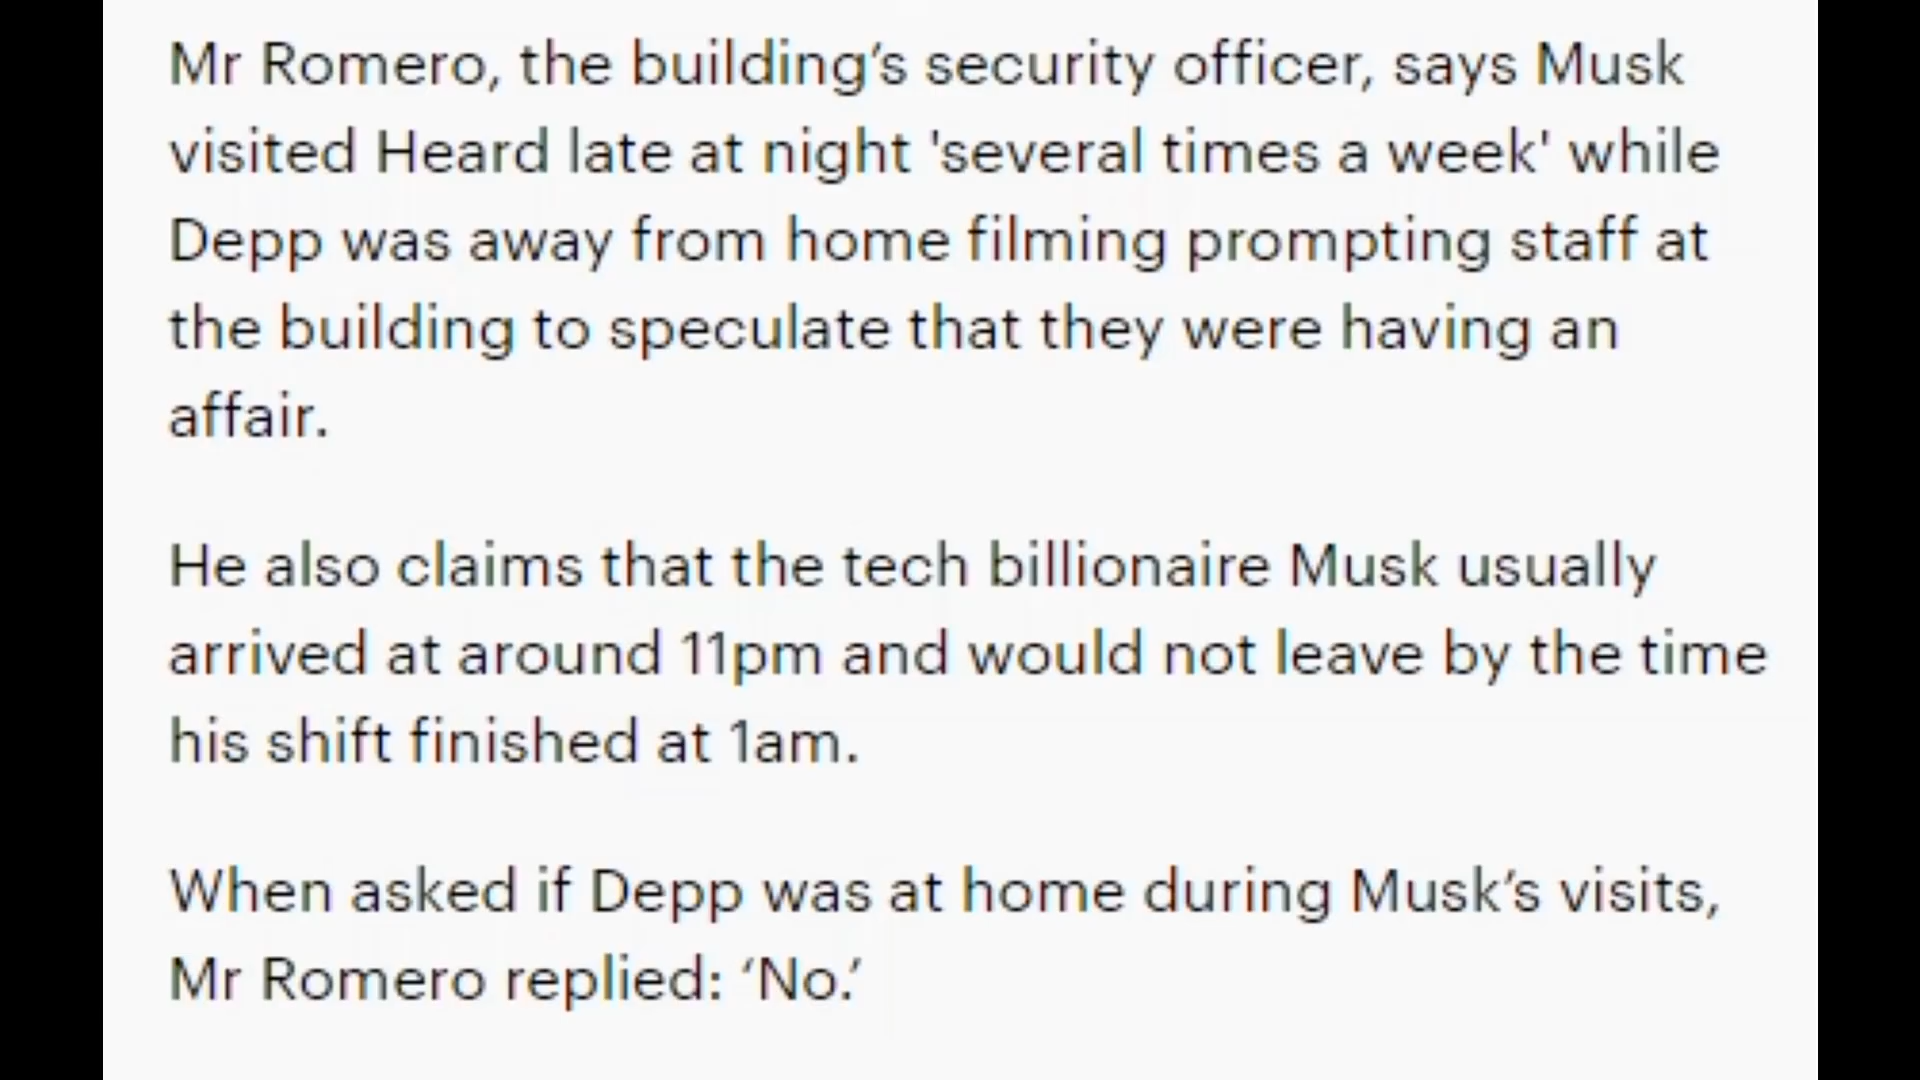 Mr Romero, the building’s security officer, says Musk
visited Heard late at night 'several times a week' while
Depp was away from home filming prompting staff at
the building to speculate that they were having an
affair.
He also claims that the tech billionaire Musk usually
arrived at around 11pm and would not leave by the time
his shift finished at 1am.
When asked if Depp was at home during Musk’s visits,
Mr Romero replied: ‘No.’